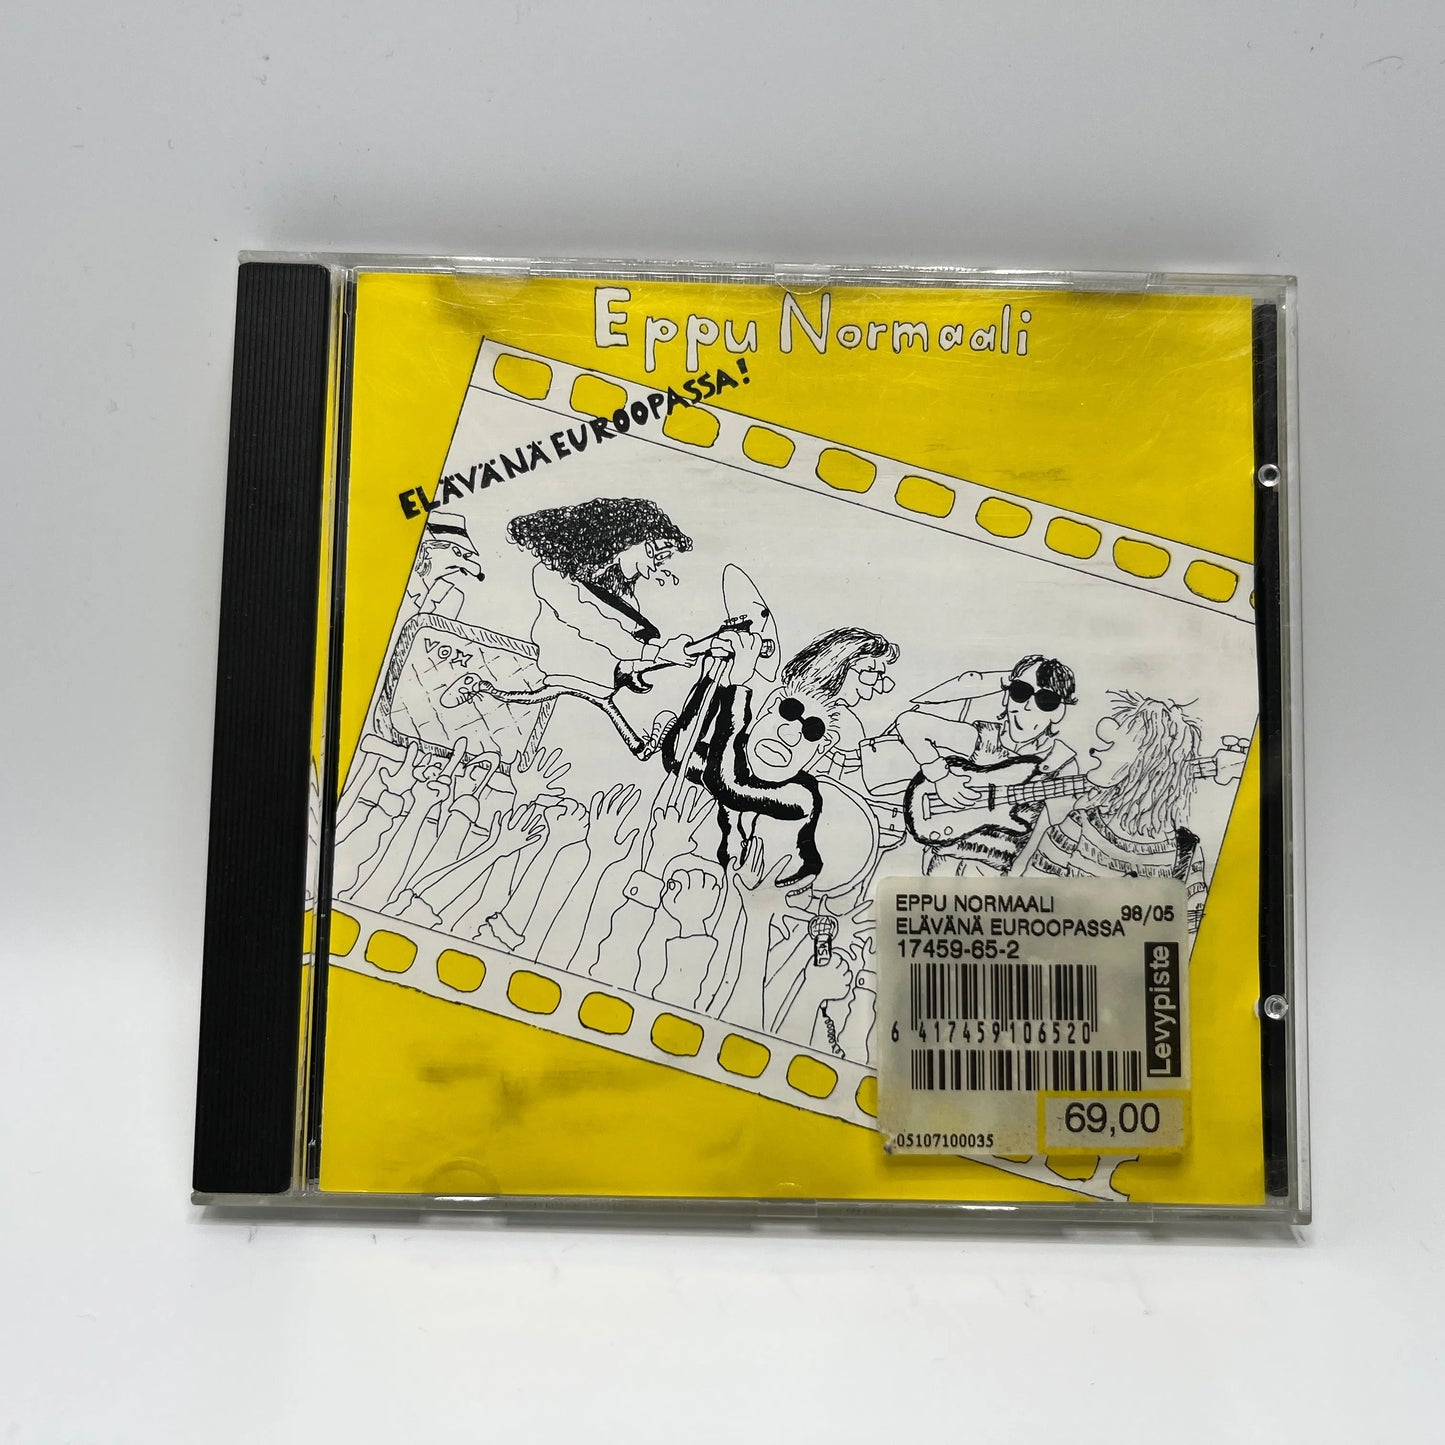 Eppu Normaali
ELÄVÄNÄ EUROOPASSA!
VOX
MSL
EPPU NORMAALI
ELÄVÄNÄ EUROOPASSA 98/05
17459-65-2
Levypiste
6 417459 106520
69,00
05107100035